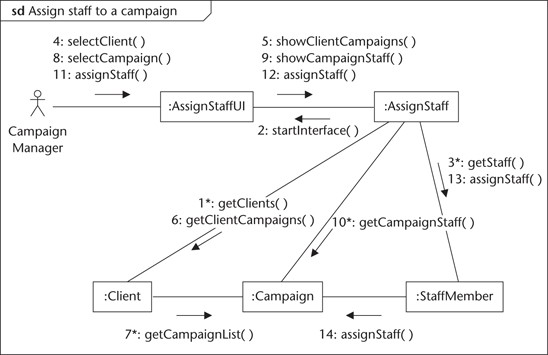 sd Assign staff to a campaign
4: selectClient( )
8: selectCampaign( )
11: assignStaff( )
5: showClientCampaigns( )
9: showCampaignStaff( )
12: assignStaff( )
:AssignStaffUI
:AssignStaff
Campaign
Manager
2: startInterface( )
3*: getStaff( )
13: assignStaff( )
1*: getClients( )
6: getClientCampaigns( )
10*: getCampaignStaff( )
:Client
:Campaign
:StaffMember
7*: getCampaignList( )
14: assignStaff( )